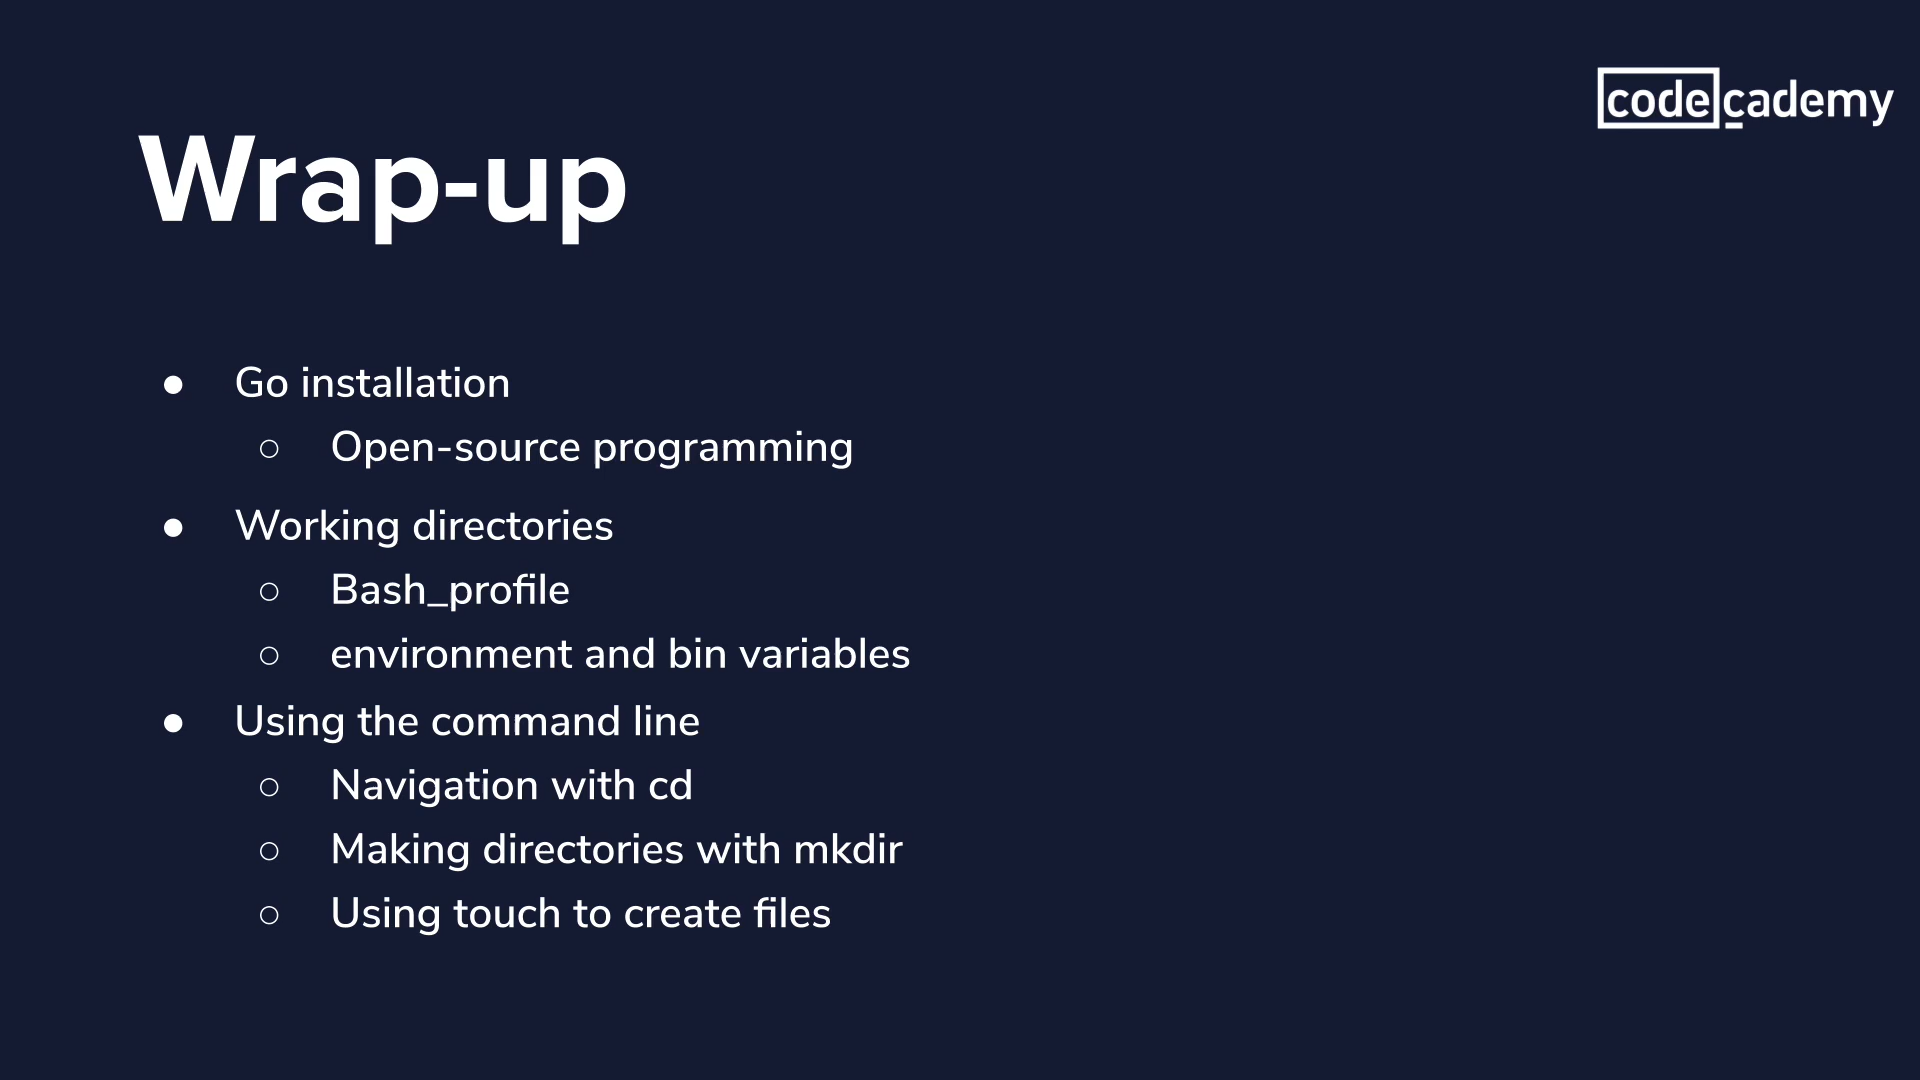 codecademy
Wrap-up
● Go installation
○ Open-source programming
● Working directories
○ Bash_profile
○ environment and bin variables
● Using the command line
○ Navigation with cd
○ Making directories with mkdir
○ Using touch to create files